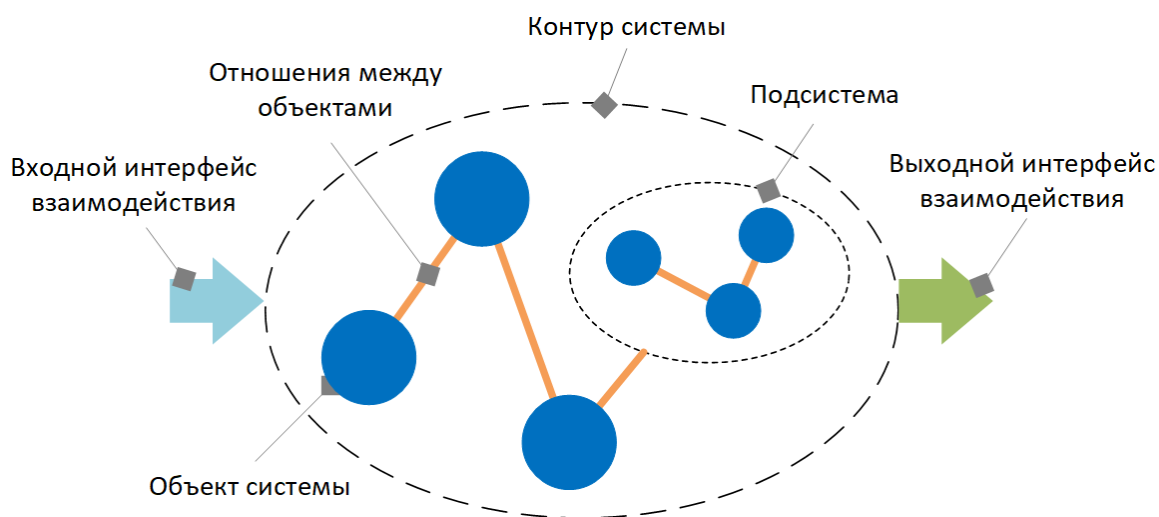 Контур системы
Отношения между
объектами
Подсистема
Входной интерфейс
взаимодействия
Выходной интерфейс
взаимодействия
Объект системы